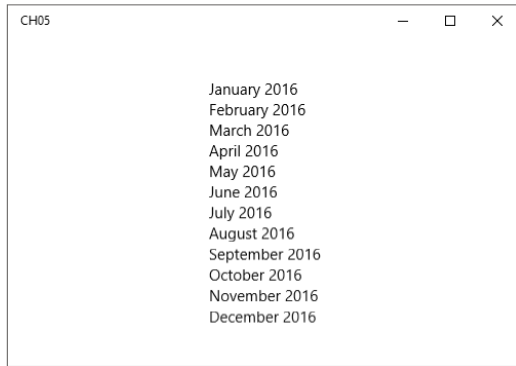 CH05
January 2016
February 2016
March 2016
April 2016
May 2016
June 2016
July 2016
August 2016
September 2016
October 2016
November 2016
December 2016